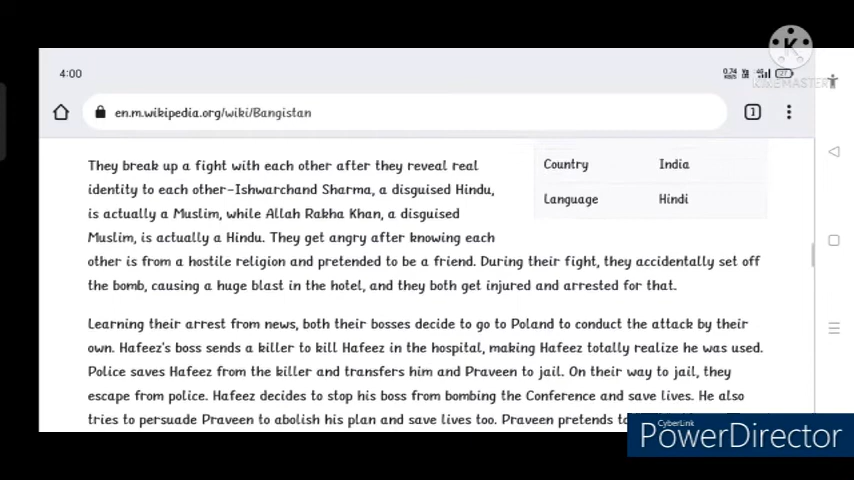 4:00
0.74
KB/S
4G
27
KINEMASTER
en.m.wikipedia.org/wiki/Bangistan
1
They break up a fight with each other after they reveal real
identity to each other-Ishwarchand Sharma, a disguised Hindu,
is actually a Muslim, while Allah Rakha Khan, a disguised
Muslim, is actually a Hindu. They get angry after knowing each
other is from a hostile religion and pretended to be a friend. During their fight, they accidentally set off
the bomb, causing a huge blast in the hotel, and they both get injured and arrested for that.
Country India
Language Hindi
Learning their arrest from news, both their bosses decide to go to Poland to conduct the attack by their
own. Hafeez's boss sends a killer to kill Hafeez in the hospital, making Hafeez totally realize he was used.
Police saves Hafeez from the killer and transfers him and Praveen to jail. On their way to jail, they
escape from police. Hafeez decides to stop his boss from bombing the Conference and save lives. He also
tries to persuade Praveen to abolish his plan and save lives too. Praveen pretends to
CyberLink
PowerDirector